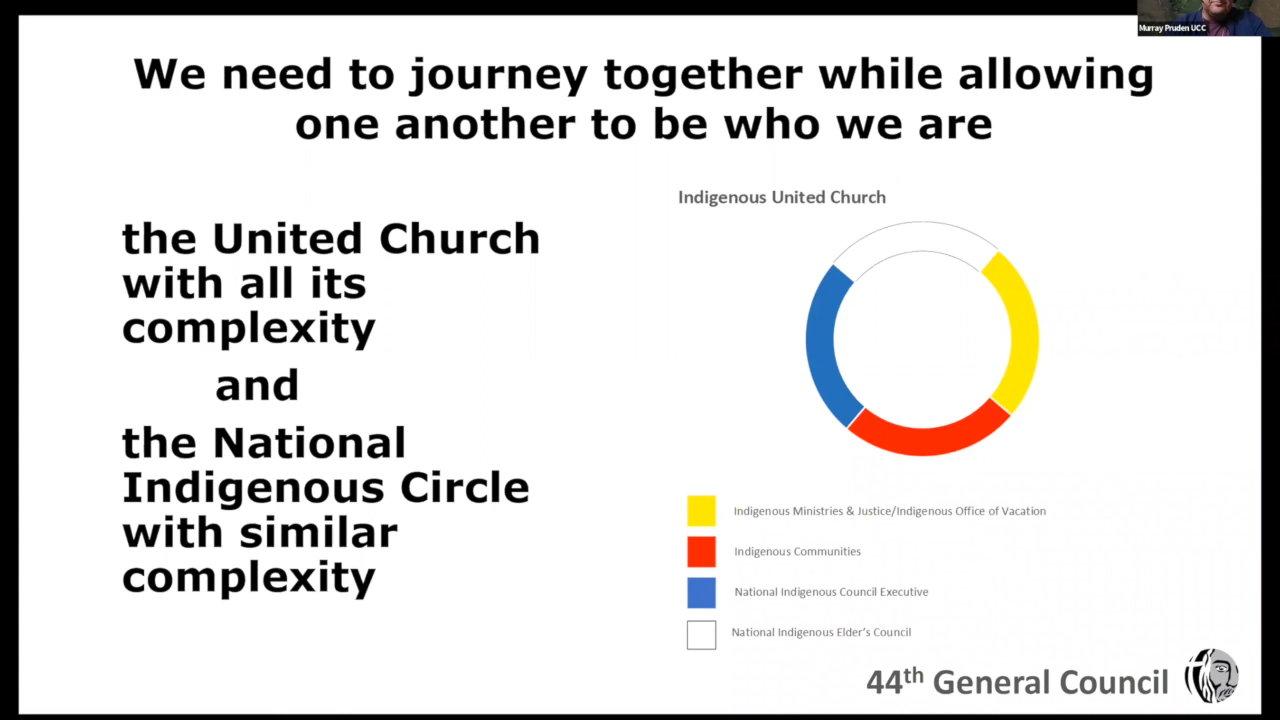 Murray Pruden UCC
We need to journey together while allowing
one another to be who we are
the United Church
with all its
complexity
and
the National
Indigenous Circle
with similar
complexity
Indigenous United Church
Indigenous Ministries & Justice/Indigenous Office of Vacation
Indigenous Communities
National Indigenous Council Executive
National Indigenous Elder's Council
44th General Council